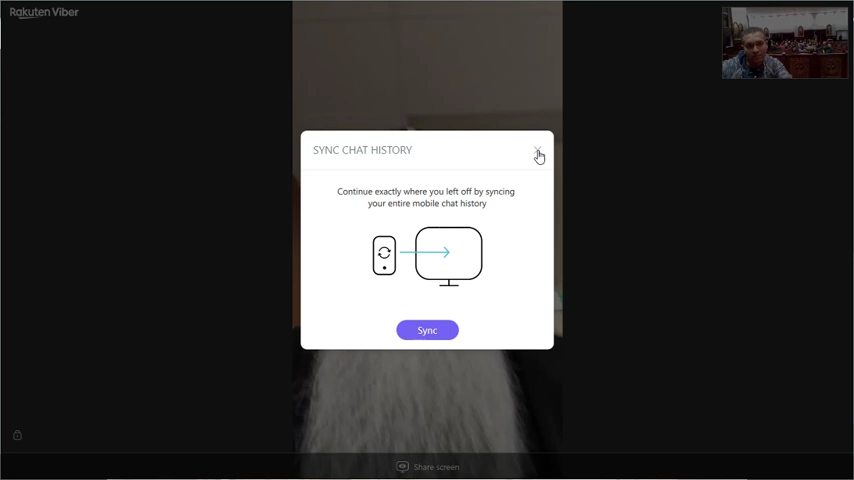 Rakuten Viber
SYNC CHAT HISTORY
Continue exactly where you left off by syncing
your entire mobile chat history
Sync
Share screen